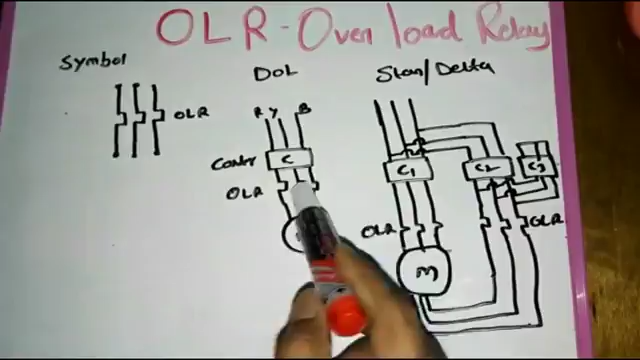 OLR - Over load Relay
Symbol
DOL
Star/Delta
OLR
R Y B
Contr
C
OLR
C1
C2
C3
OLR
OLR
M